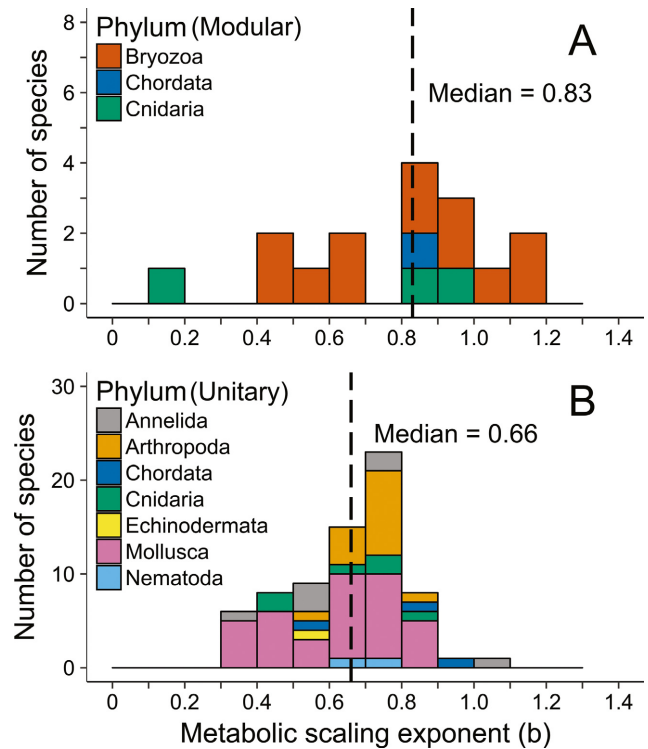 Phylum (Modular)
Bryozoa
Chordata
Cnidaria
A
Median = 0.83
Number of species
8
6
4
2
0
0 0.2 0.4 0.6 0.8 1.0 1.2 1.4
Phylum (Unitary)
Annelida
Arthropoda
Chordata
Cnidaria
Echinodermata
Mollusca
Nematoda
B
Median = 0.66
Number of species
30
20
10
0
0 0.2 0.4 0.6 0.8 1.0 1.2 1.4
Metabolic scaling exponent (b)